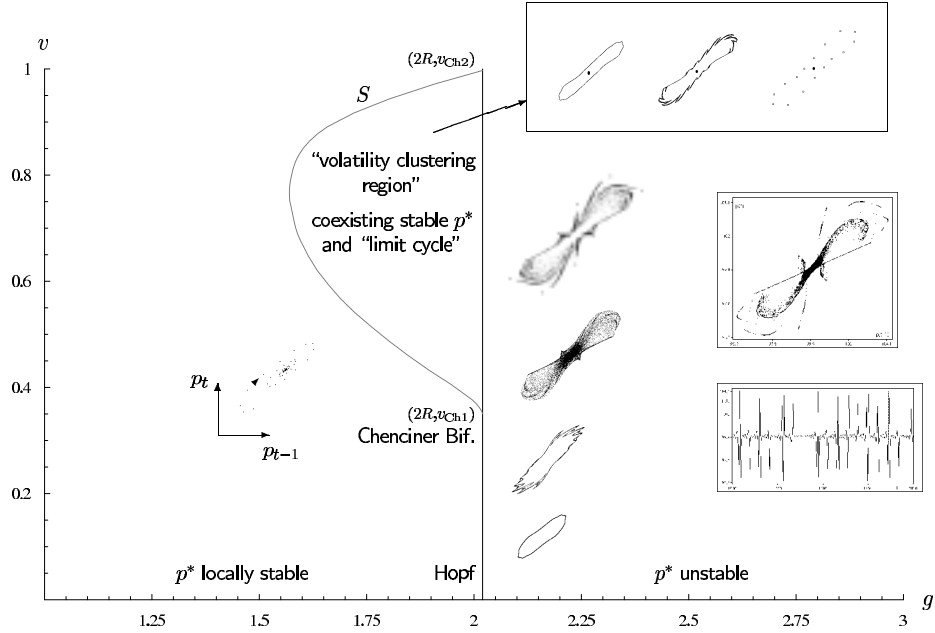 v
(2R,vCh2)
1
S
"volatility clustering
region"
0.8
coexisting stable p*
and "limit cycle"
0.6
0.4
pt
pt−1
(2R,vCh1)
Chenciner Bif.
0.2
p* locally stable
Hopf
p* unstable
1.25
1.5
1.75
2
2.25
2.5
2.75
3
g